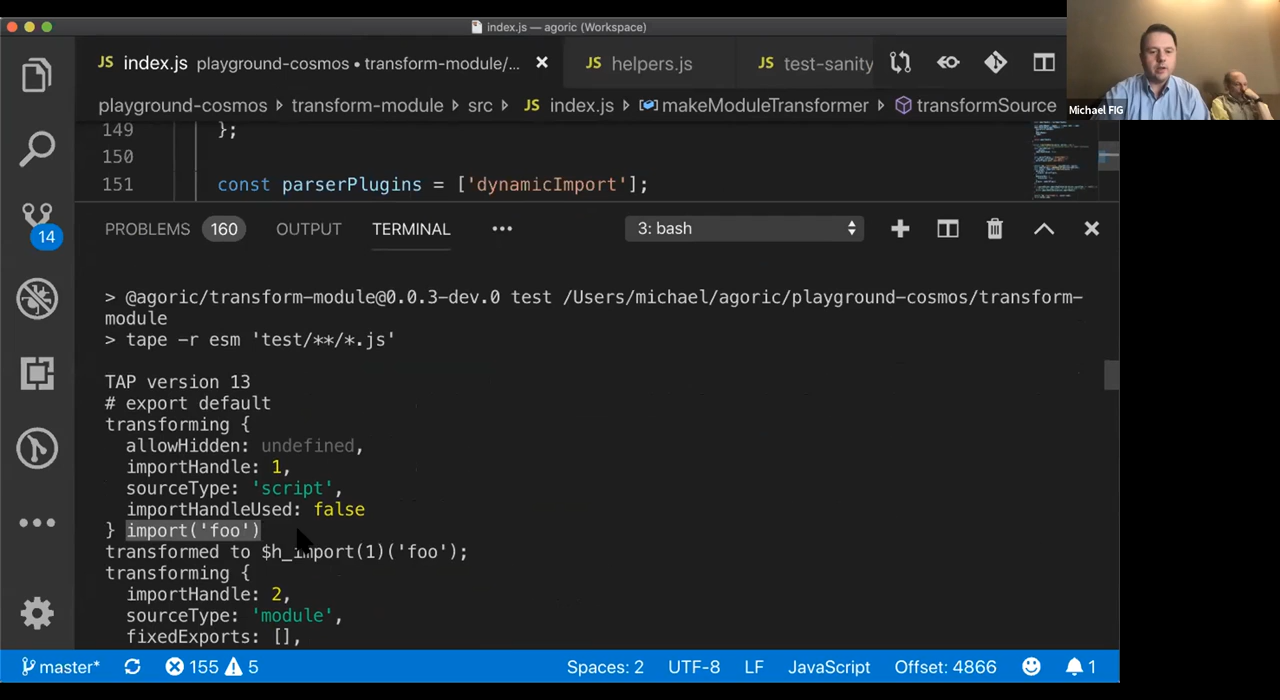 index.js — agoric (Workspace)
JS index.js playground-cosmos • transform-module/... JS helpers.js JS test-sanity
playground-cosmos > transform-module > src > JS index.js > makeModuleTransformer > transformSource
Michael FIG
149 };
150
151 const parserPlugins = ['dynamicImport'];
PROBLEMS 160 OUTPUT TERMINAL ••• 3: bash
> @agoric/transform-module@0.0.3-dev.0 test /Users/michael/agoric/playground-cosmos/transform-
module
> tape -r esm 'test/**/*.js'
TAP version 13
# export default
transforming {
allowHidden: undefined,
importHandle: 1,
sourceType: 'script',
importHandleUsed: false
} import('foo')
transformed to $h_import(1)('foo');
transforming {
importHandle: 2,
sourceType: 'module',
fixedExports: [],
14
master* 155 5 Spaces: 2 UTF-8 LF JavaScript Offset: 4866 1